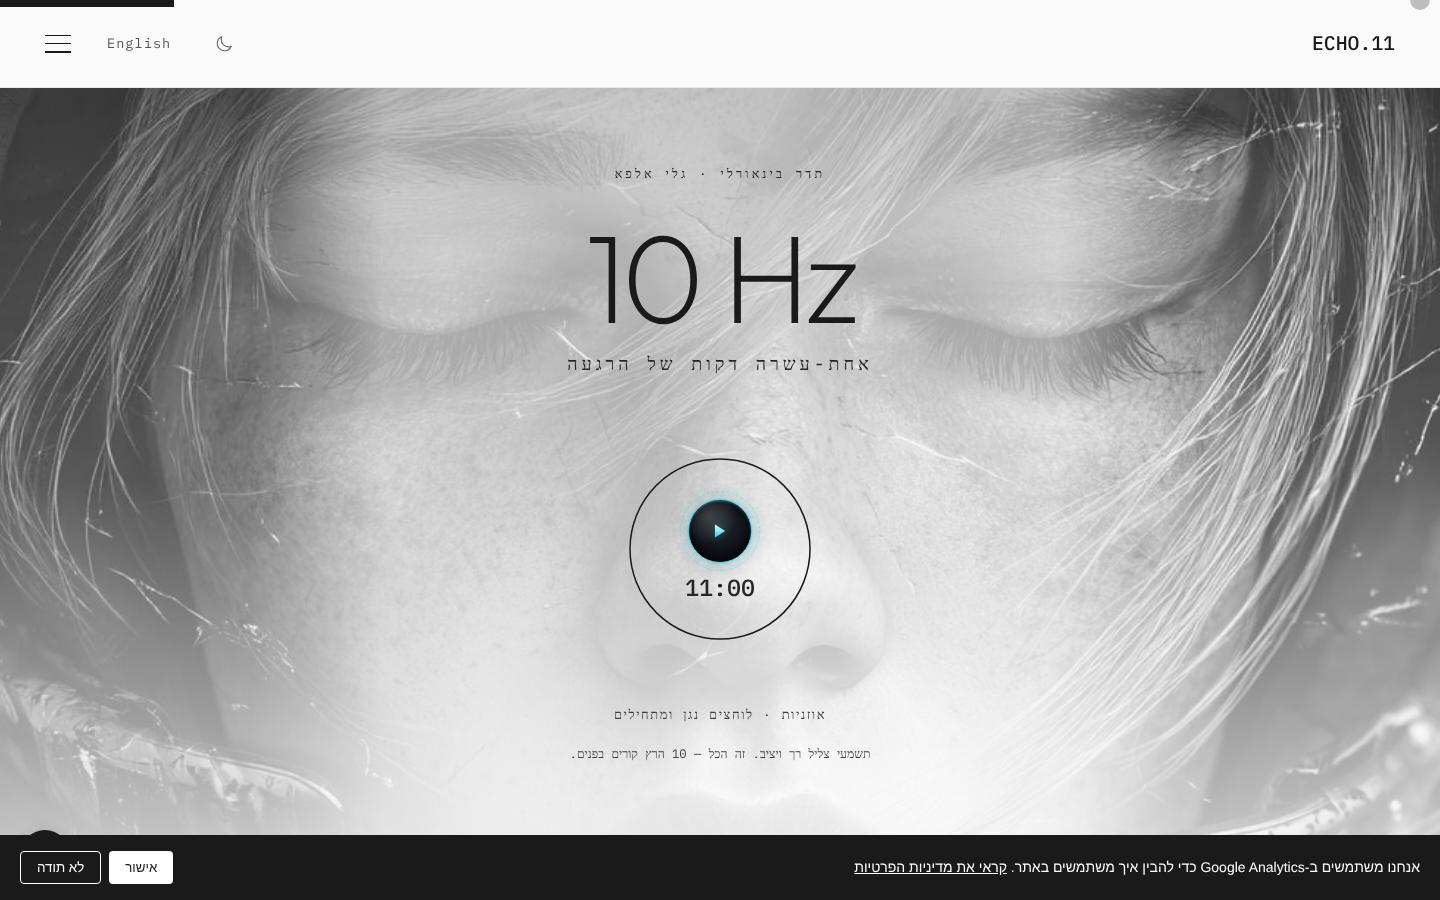 ECHO.11
English
תדר בינאורלי · גלי אלפא
10 Hz
אחת-עשרה דקות של הרגעה
11:00
אוזניות · לוחצים נגן ומתחילים
תשמעי צליל רך ויציב. זה הכל — 10 הרץ קורים בפנים.
אנחנו משתמשים ב-Google Analytics כדי להבין איך משתמשים באתר. קראי את מדיניות הפרטיות
אישור
לא תודה